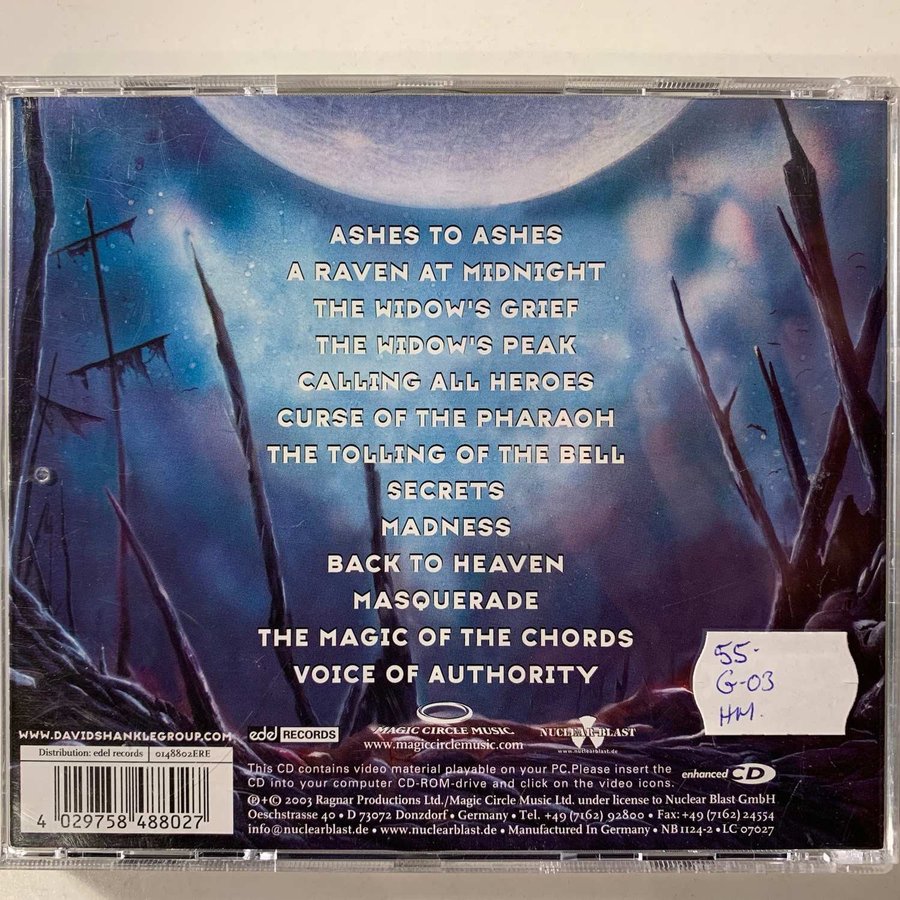 ASHES TO ASHES
A RAVEN AT MIDNIGHT
THE WIDOW'S GRIEF
THE WIDOW'S PEAK
CALLING ALL HEROES
CURSE OF THE PHARAOH
THE TOLLING OF THE BELL
SECRETS
MADNESS
BACK TO HEAVEN
MASQUERADE
THE MAGIC OF THE CHORDS
VOICE OF AUTHORITY
55-
G-03
HM.
WWW.DAVIDSHANKLEGROUP.COM
Distribution: edel records 0148802ERE
4 029758 488027
edel RECORDS
MAGIC CIRCLE MUSIC
www.magiccirclemusic.com
NUCLEAR BLAST
www.nuclearblast.de
This CD contains video material playable on your PC.Please insert the
CD into your computer CD-ROM-drive and click on the video icons.
enhanced CD
℗+© 2003 Ragnar Productions Ltd./Magic Circle Music Ltd. under license to Nuclear Blast GmbH
Oeschstrasse 40 • D 73072 Donzdorf • Germany • Tel. +49 (7162) 92800 • Fax: +49 (7162) 24554
info@nuclearblast.de • www.nuclearblast.de • Manufactured In Germany • NB 1124-2 • LC 07027